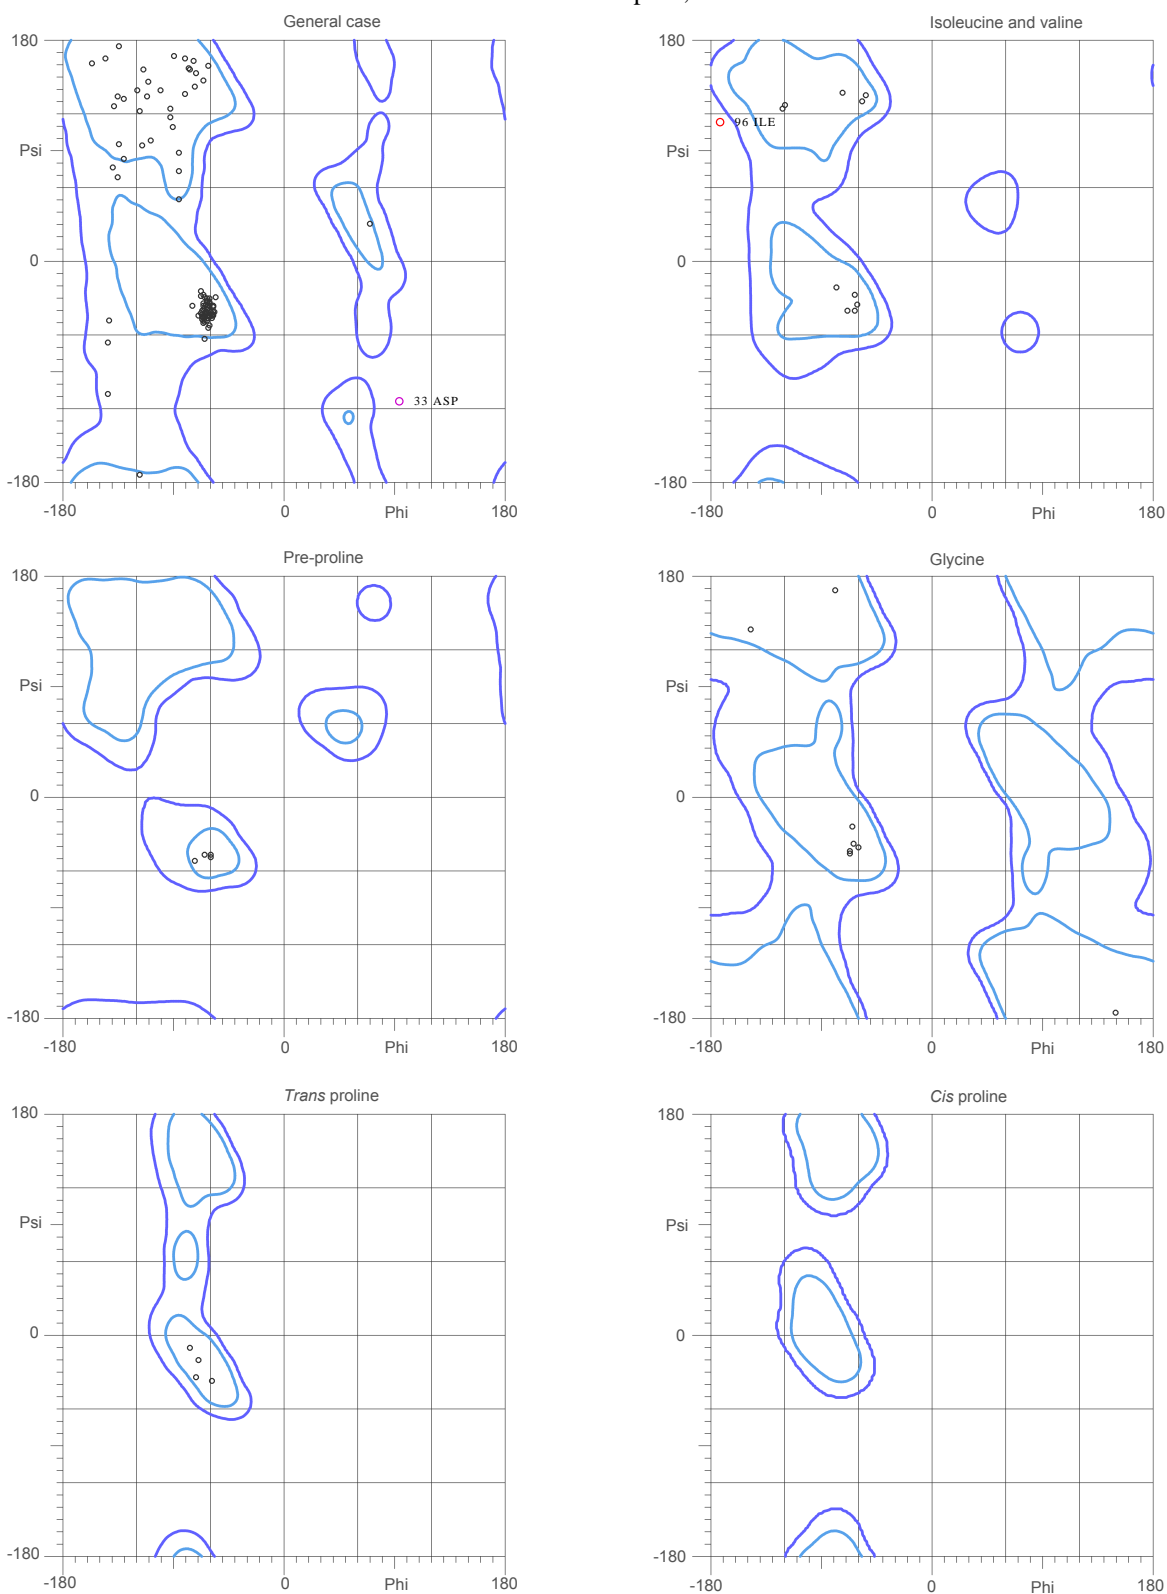 General case
Isoleucine and valine
180
Psi
0
-180
-180
0
Phi
180
33 ASP
180
Psi
0
-180
-180
0
Phi
180
96 ILE
Pre-proline
Glycine
180
Psi
0
-180
-180
0
Phi
180
180
Psi
0
-180
-180
0
Phi
180
Trans proline
Cis proline
180
Psi
0
-180
-180
0
Phi
180
180
Psi
0
-180
-180
0
Phi
180